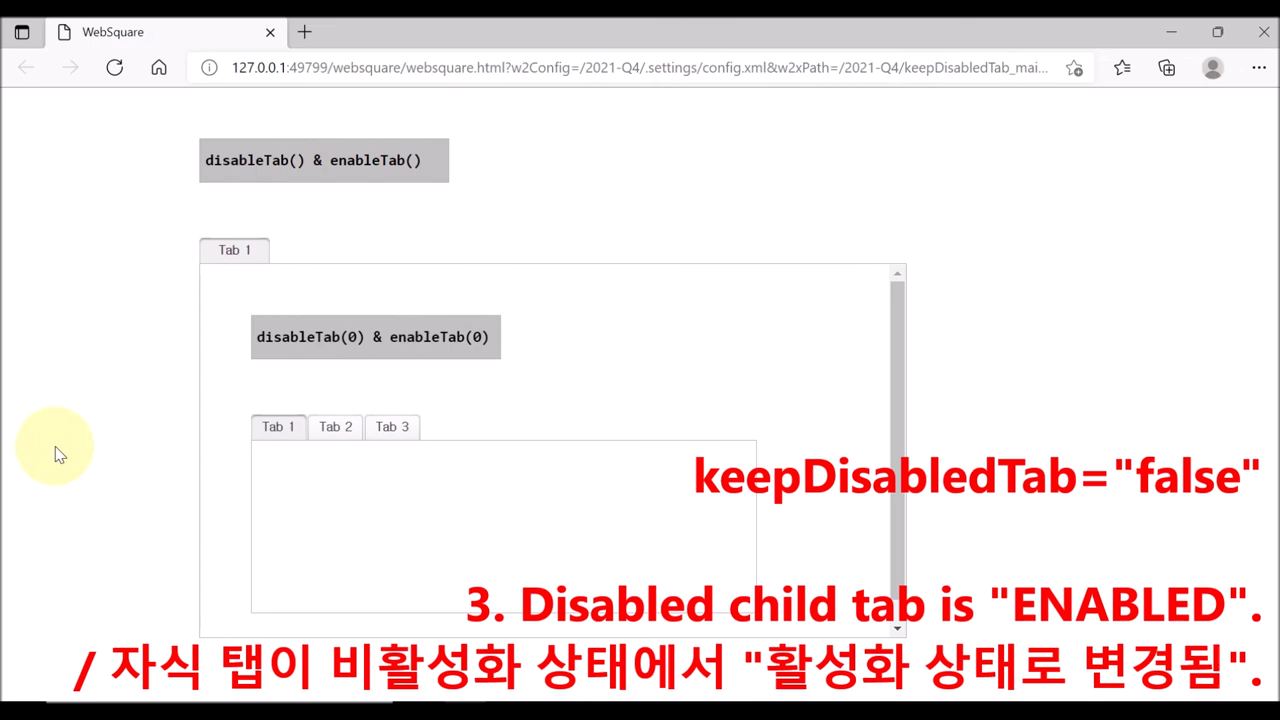 WebSquare
127.0.0.1:49799/websquare/websquare.html?w2Config=/2021-Q4/.settings/config.xml&w2xPath=/2021-Q4/keepDisabledTab_mai...
disableTab() & enableTab()
Tab 1
disableTab(0) & enableTab(0)
Tab 1 Tab 2 Tab 3
keepDisabledTab="false"
3. Disabled child tab is "ENABLED".
/ 자식 탭이 비활성화 상태에서 "활성화 상태로 변경됨".